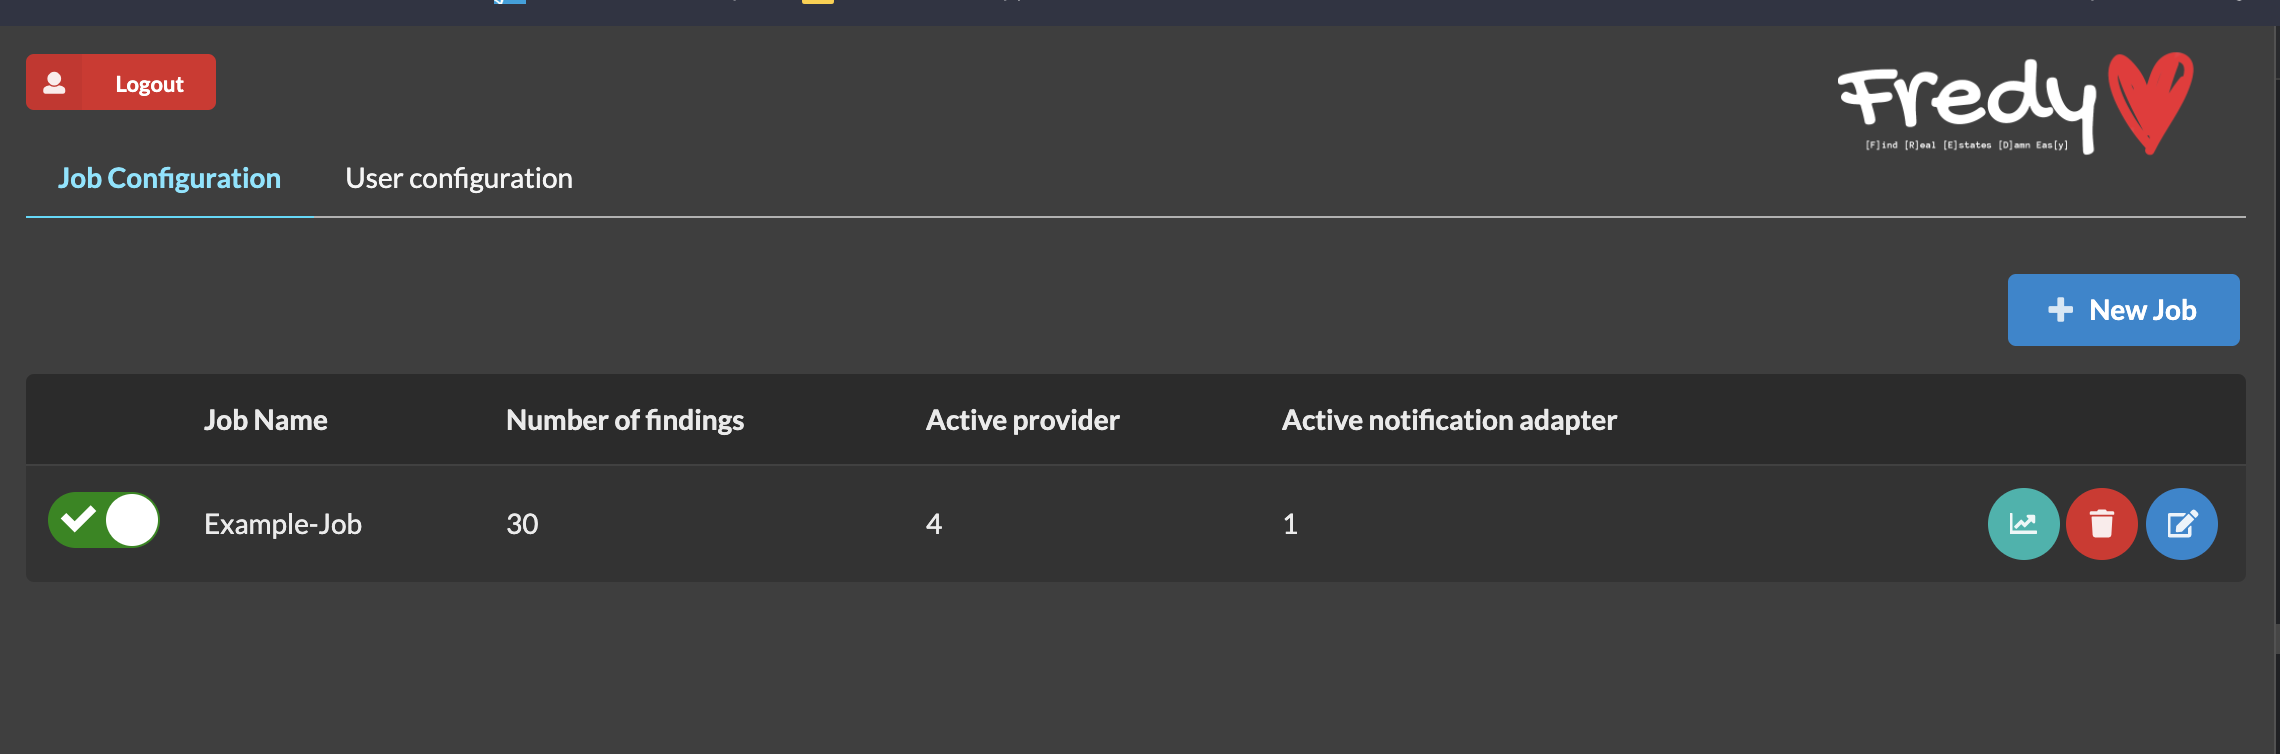 Logout
Fredy
[F]ind [R]eal [E]states [D]amn Eas[y]
Job Configuration User configuration
New Job
Job Name Number of findings Active provider Active notification adapter
Example-Job 30 4 1